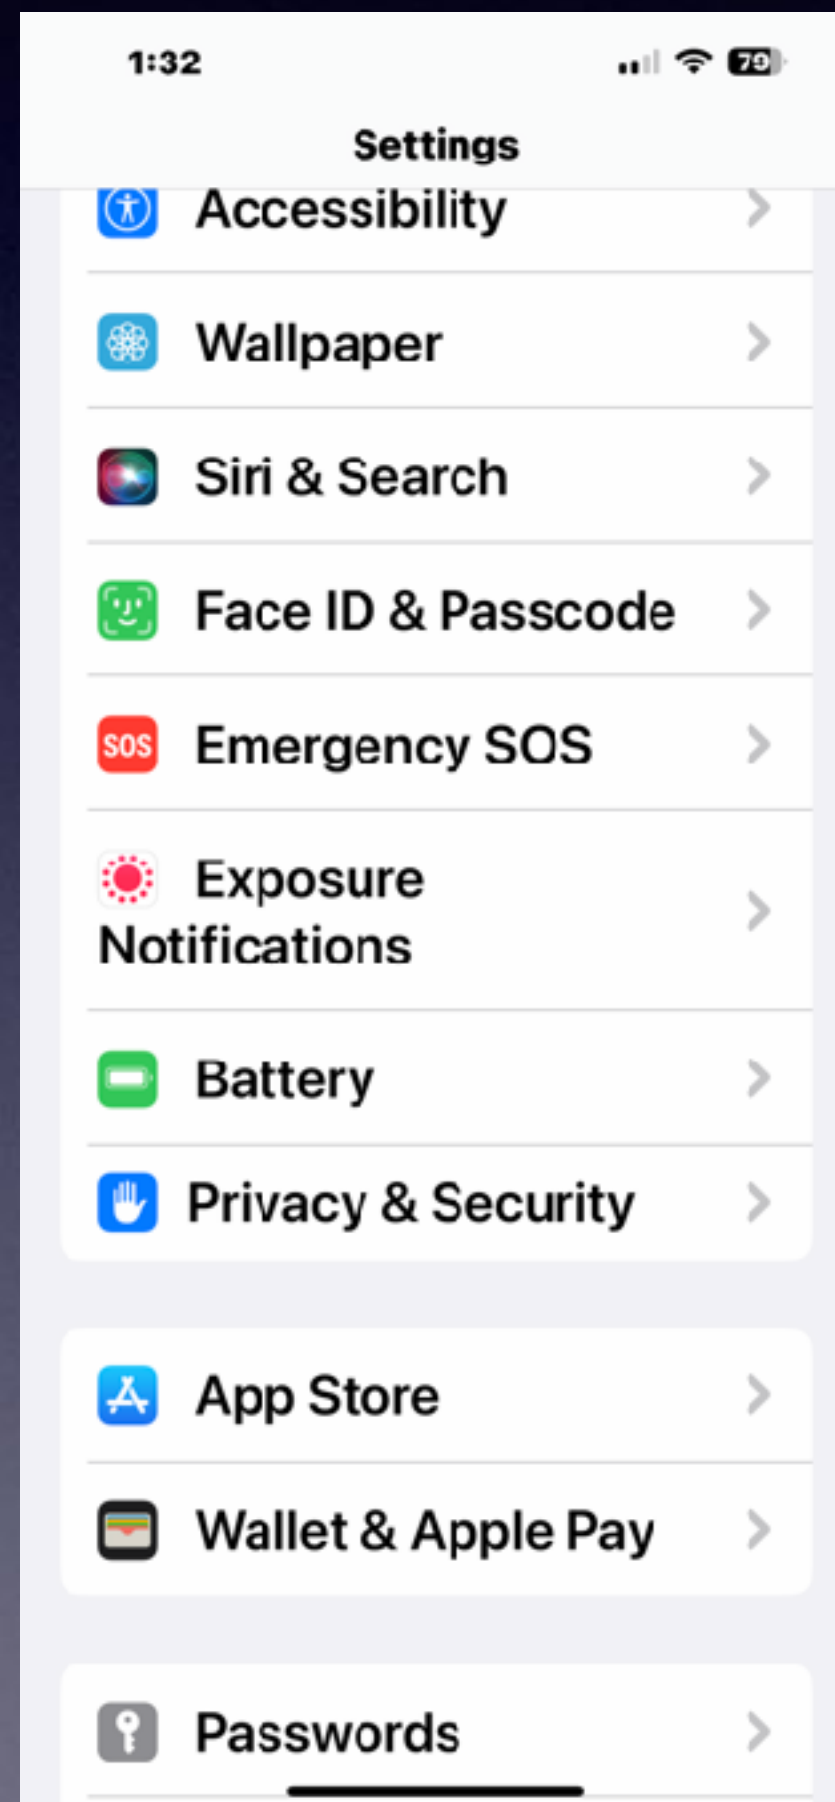 1:32
79
Settings
Accessibility
Wallpaper
Siri & Search
Face ID & Passcode
SOS
Emergency SOS
Exposure
Notifications
Battery
Privacy & Security
App Store
Wallet & Apple Pay
Passwords